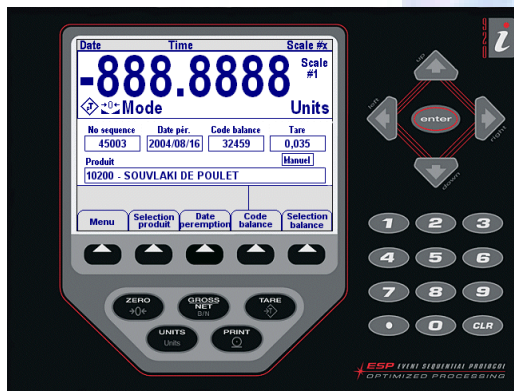 Date Time Scale #x
-888.8888 Scale
#1
→0← Mode Units
No sequence Date pér. Code balance Tare
45003 2004/08/16 32459 0,035
Produit Manuel
10200 - SOUVLAKI DE POULET
Menu Selection produit Date peremption Code balance Selection balance
ZERO GROSS TARE
→0← NET →T←
B/N
UNITS PRINT
Units
i
up
left enter right
down
1 2 3
4 5 6
7 8 9
• 0 CLR
ESP EVENT SEQUENTIAL PROTOCOL
OPTIMIZED PROCESSING